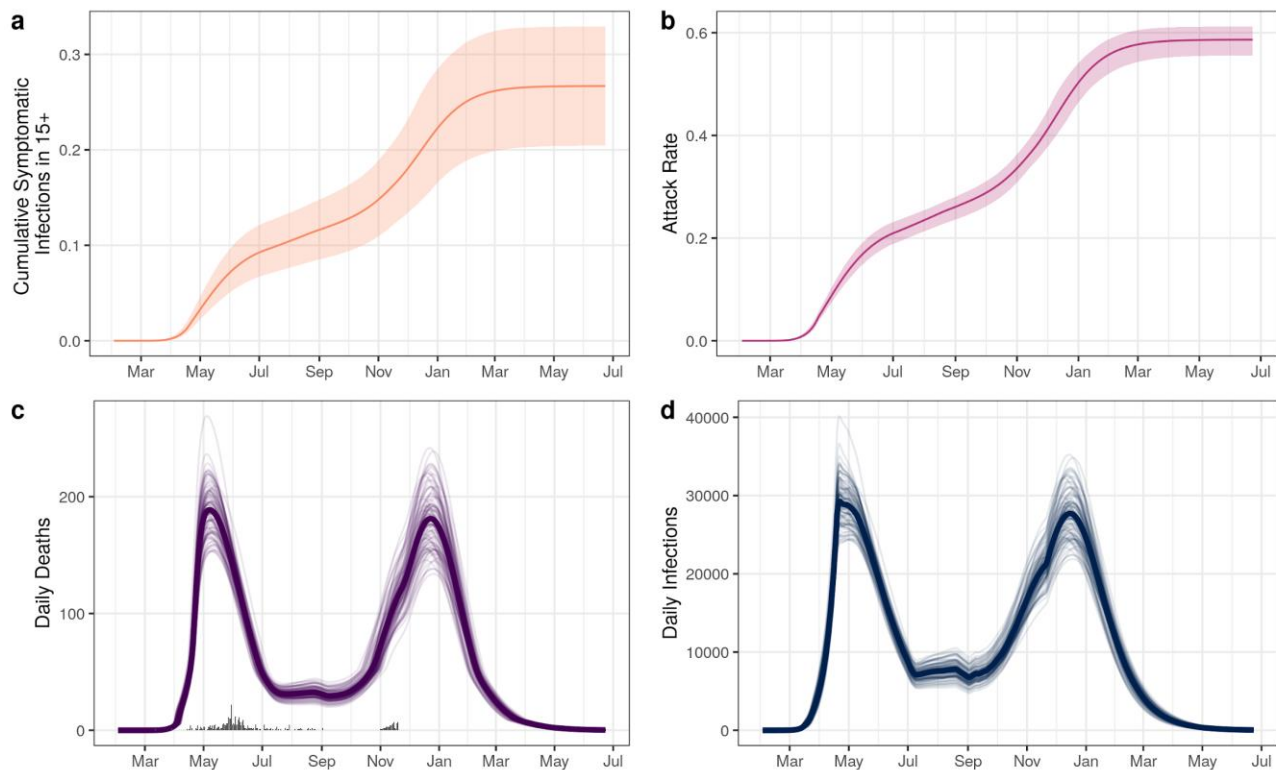 a
Cumulative Symptomatic
Infections in 15+
0.3
0.2
0.1
0.0
Mar May Jul Sep Nov Jan Mar May Jul
b
Attack Rate
0.6
0.4
0.2
0.0
Mar May Jul Sep Nov Jan Mar May Jul
c
Daily Deaths
200
100
0
Mar May Jul Sep Nov Jan Mar May Jul
d
Daily Infections
40000
30000
20000
10000
0
Mar May Jul Sep Nov Jan Mar May Jul